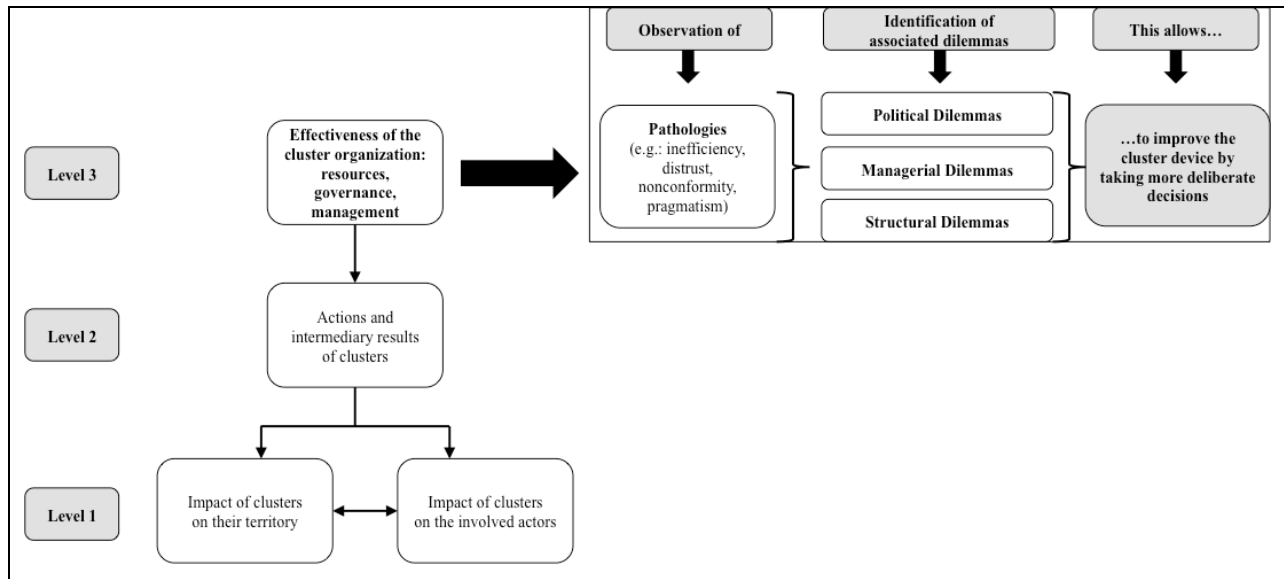 Observation of
Identification of
associated dilemmas
This allows…
Level 3
Effectiveness of the
cluster organization:
resources,
governance,
management
Pathologies
(e.g.: inefficiency,
distrust,
nonconformity,
pragmatism)
Political Dilemmas
Managerial Dilemmas
Structural Dilemmas
…to improve the
cluster device by
taking more deliberate
decisions
Level 2
Actions and
intermediary results
of clusters
Level 1
Impact of clusters
on their territory
Impact of clusters
on the involved actors